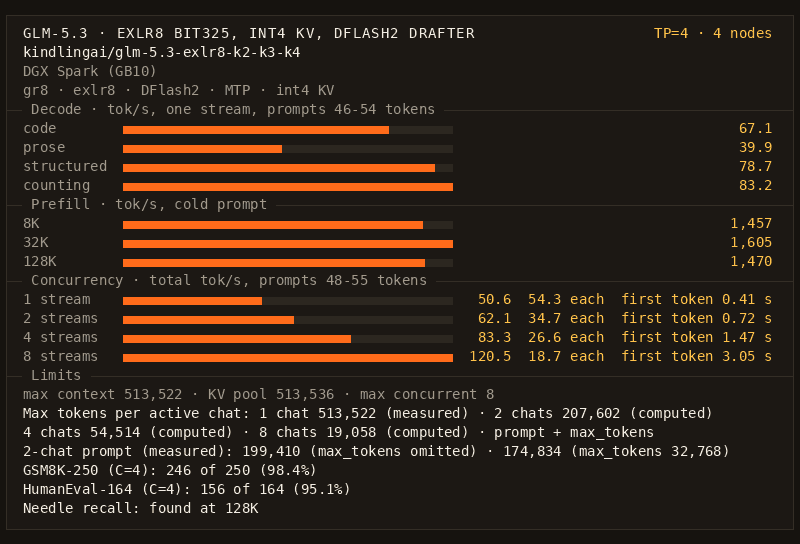 GLM-5.3 · EXLR8 BIT325, INT4 KV, DFLASH2 DRAFTER TP=4 · 4 nodes
kindlingai/glm-5.3-exlr8-k2-k3-k4
DGX Spark (GB10)
gr8 · exlr8 · DFlash2 · MTP · int4 KV
Decode · tok/s, one stream, prompts 46-54 tokens
code 67.1
prose 39.9
structured 78.7
counting 83.2
Prefill · tok/s, cold prompt
8K 1,457
32K 1,605
128K 1,470
Concurrency · total tok/s, prompts 48-55 tokens
1 stream 50.6 54.3 each first token 0.41 s
2 streams 62.1 34.7 each first token 0.72 s
4 streams 83.3 26.6 each first token 1.47 s
8 streams 120.5 18.7 each first token 3.05 s
Limits
max context 513,522 · KV pool 513,536 · max concurrent 8
Max tokens per active chat: 1 chat 513,522 (measured) · 2 chats 207,602 (computed)
4 chats 54,514 (computed) · 8 chats 19,058 (computed) · prompt + max_tokens
2-chat prompt (measured): 199,410 (max_tokens omitted) · 174,834 (max_tokens 32,768)
GSM8K-250 (C=4): 246 of 250 (98.4%)
HumanEval-164 (C=4): 156 of 164 (95.1%)
Needle recall: found at 128K